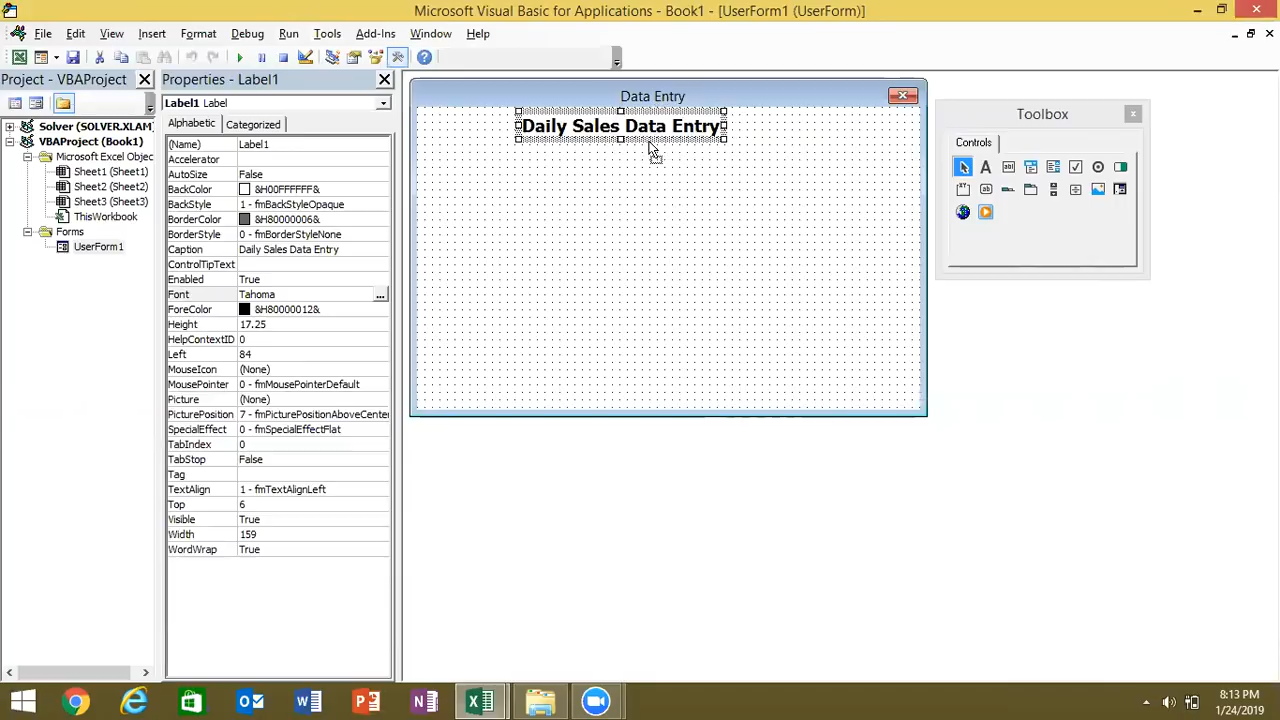 Microsoft Visual Basic for Applications - Book1 - [UserForm1 (UserForm)]
File Edit View Insert Format Debug Run Tools Add-Ins Window Help
Project - VBAProject
Solver (SOLVER.XLAM)
VBAProject (Book1)
Microsoft Excel Objec
Sheet1 (Sheet1)
Sheet2 (Sheet2)
Sheet3 (Sheet3)
ThisWorkbook
Forms
UserForm1
Properties - Label1
Label1 Label
Alphabetic Categorized
(Name) Label1
Accelerator
AutoSize False
BackColor &H00FFFFFF&
BackStyle 1 - fmBackStyleOpaque
BorderColor &H80000006&
BorderStyle 0 - fmBorderStyleNone
Caption Daily Sales Data Entry
ControlTipText
Enabled True
Font Tahoma ...
ForeColor &H80000012&
Height 17.25
HelpContextID 0
Left 84
MouseIcon (None)
MousePointer 0 - fmMousePointerDefault
Picture (None)
PicturePosition 7 - fmPicturePositionAboveCenter
SpecialEffect 0 - fmSpecialEffectFlat
TabIndex 0
TabStop False
Tag
TextAlign 1 - fmTextAlignLeft
Top 6
Visible True
Width 159
WordWrap True
Data Entry
Daily Sales Data Entry
Toolbox
Controls
8:13 PM
1/24/2019